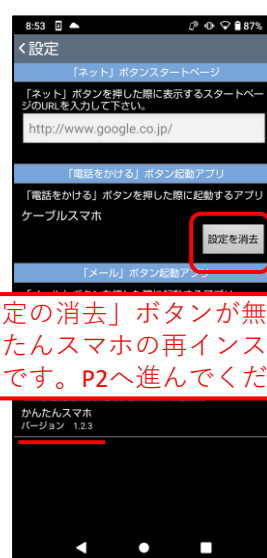 8:53 87%
<設定
「ネット」ボタンスタートページ
「ネット」ボタンを押した際に表示するスタートペー
ジのURLを入力して下さい。
http://www.google.co.jp/
「電話をかける」ボタン起動アプリ
「電話をかける」ボタンを押した際に起動するアプリ
ケーブルスマホ
設定を消去
「メール」ボタン起動アプリ
定の消去」ボタンが無
たんスマホの再インス
です。P2へ進んでくだ
かんたんスマホ
バージョン 1.2.3